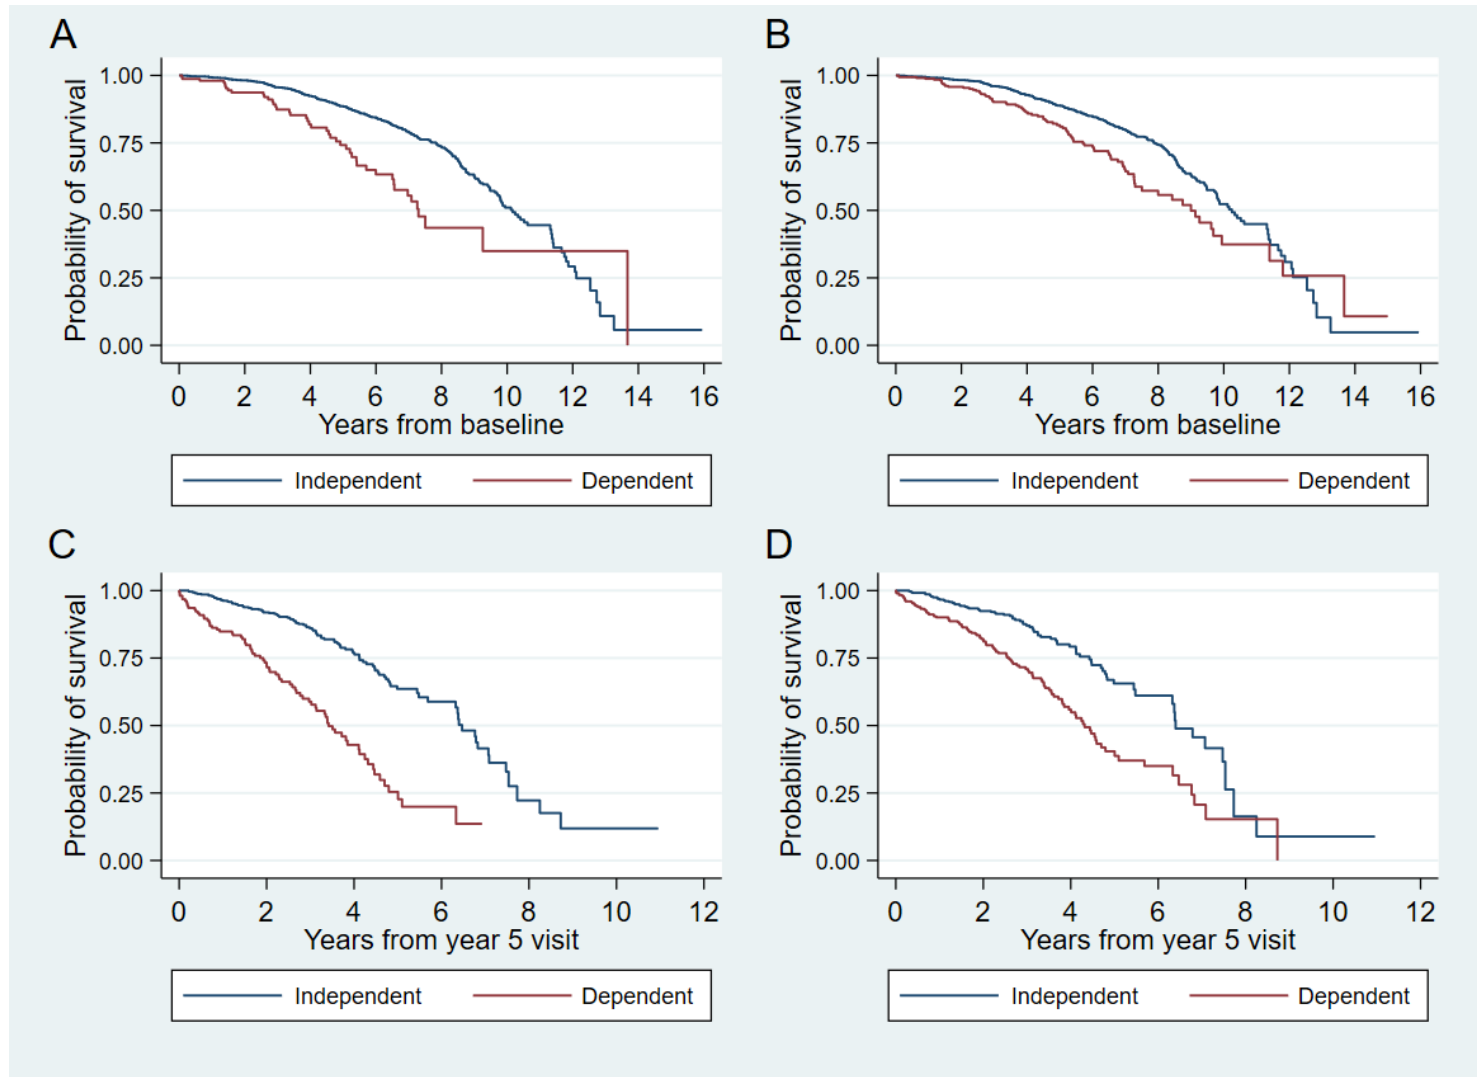 A
Probability of survival
1.00
0.75
0.50
0.25
0.00
0 2 4 6 8 10 12 14 16
Years from baseline
Independent Dependent
B
Probability of survival
1.00
0.75
0.50
0.25
0.00
0 2 4 6 8 10 12 14 16
Years from baseline
Independent Dependent
C
Probability of survival
1.00
0.75
0.50
0.25
0.00
0 2 4 6 8 10 12
Years from year 5 visit
Independent Dependent
D
Probability of survival
1.00
0.75
0.50
0.25
0.00
0 2 4 6 8 10 12
Years from year 5 visit
Independent Dependent